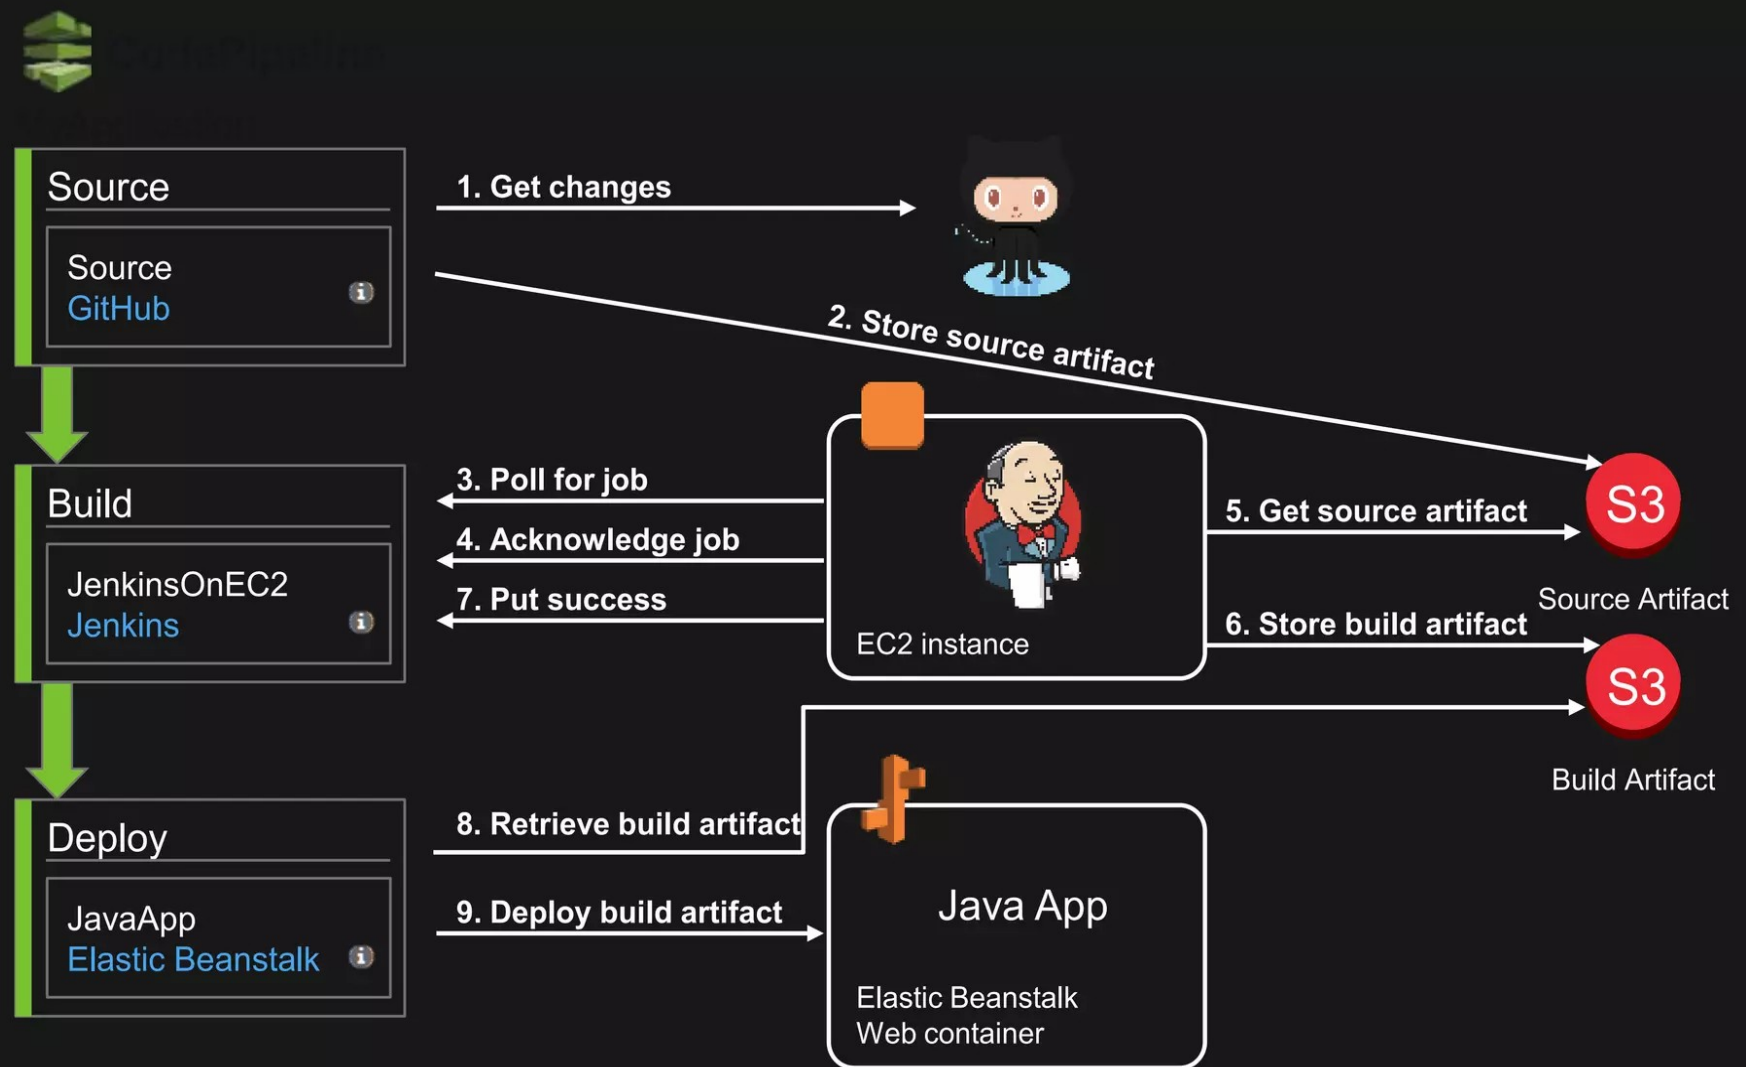 CodePipeline
Source
Source
GitHub
1. Get changes
2. Store source artifact
Build
JenkinsOnEC2
Jenkins
3. Poll for job
4. Acknowledge job
7. Put success
EC2 instance
5. Get source artifact
6. Store build artifact
S3
Source Artifact
S3
Build Artifact
Deploy
JavaApp
Elastic Beanstalk
8. Retrieve build artifact
9. Deploy build artifact
Java App
Elastic Beanstalk
Web container